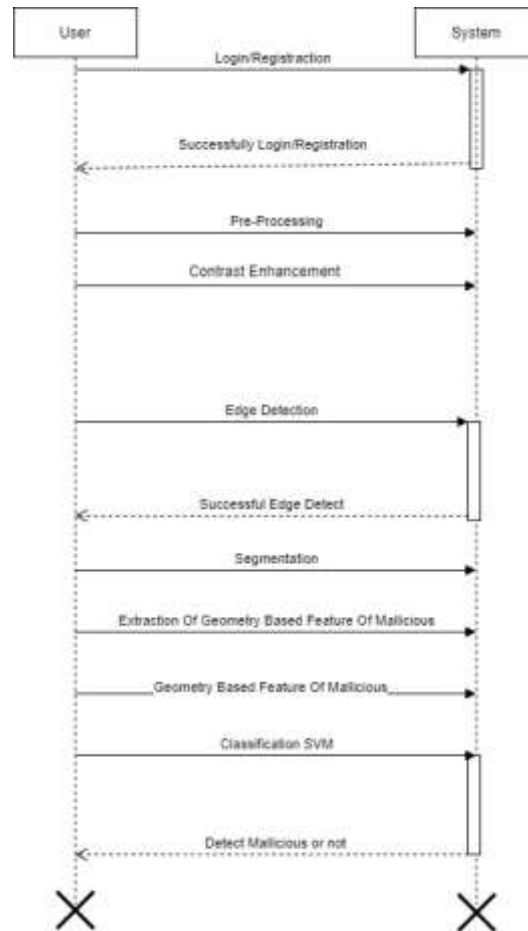 User
System
Login/Registraction
Successfully Login/Registration
Pre-Processing
Contrast Enhancement
Edge Detection
Successful Edge Detect
Segmentation
Extraction Of Geometry Based Feature Of Mallicious
Geometry Based Feature Of Mallicious
Classification SVM
Detect Mallicious or not